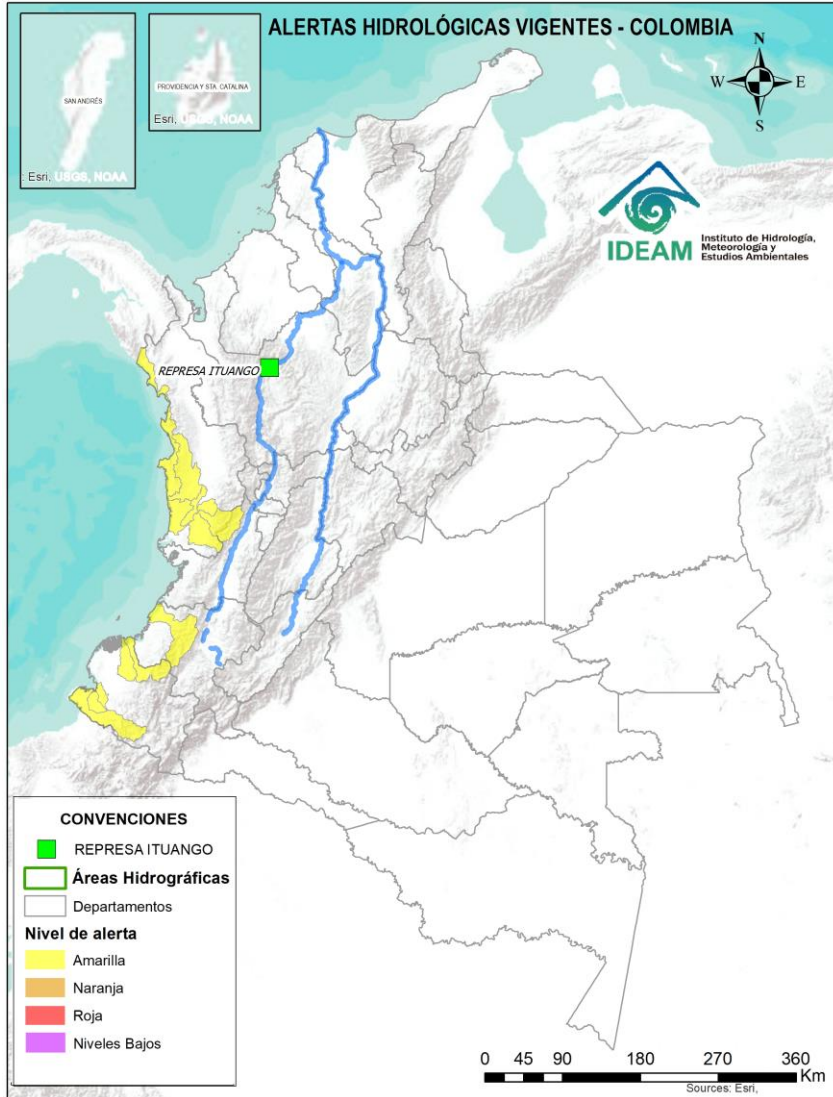 ALERTAS HIDROLÓGICAS VIGENTES - COLOMBIA
SAN ANDRÉS
Esri, USGS, NOAA
PROVIDENCIA Y STA. CATALINA
Esri, USGS, NOAA
N
W
E
S
IDEAM
Instituto de Hidrología,
Meteorología y
Estudios Ambientales
REPRESA ITUANGO
CONVENCIONES
REPRESA ITUANGO
Áreas Hidrográficas
Departamentos
Nivel de alerta
Amarilla
Naranja
Roja
Niveles Bajos
0 45 90 180 270 360
Km
Sources: Esri,